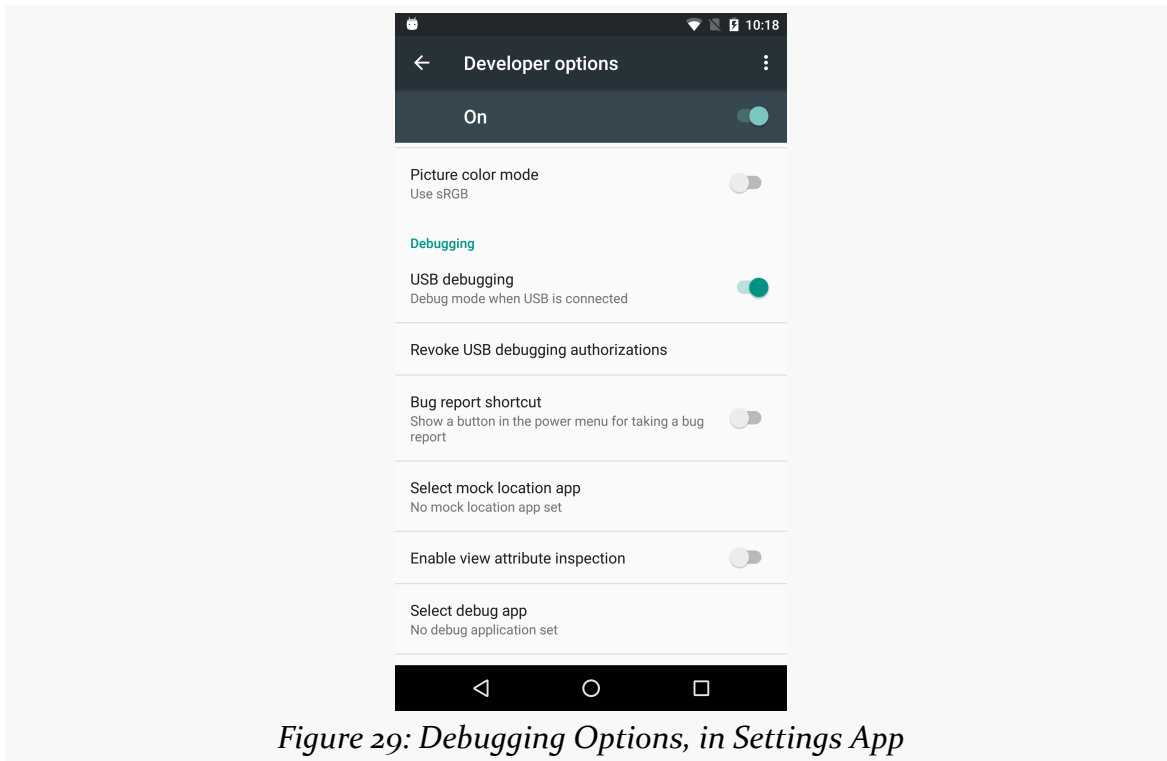 10:18
Developer options
On
Picture color mode
Use sRGB
Debugging
USB debugging
Debug mode when USB is connected
Revoke USB debugging authorizations
Bug report shortcut
Show a button in the power menu for taking a bug
report
Select mock location app
No mock location app set
Enable view attribute inspection
Select debug app
No debug application set
Figure 29: Debugging Options, in Settings App